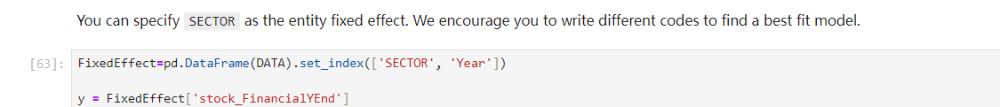 You can specify SECTOR as the entity fixed effect. We encourage you to write different codes to find a best fit model.
[63]: FixedEffect=pd.DataFrame(DATA).set_index(['SECTOR', 'Year'])
y = FixedEffect['stock_FinancialYEnd']